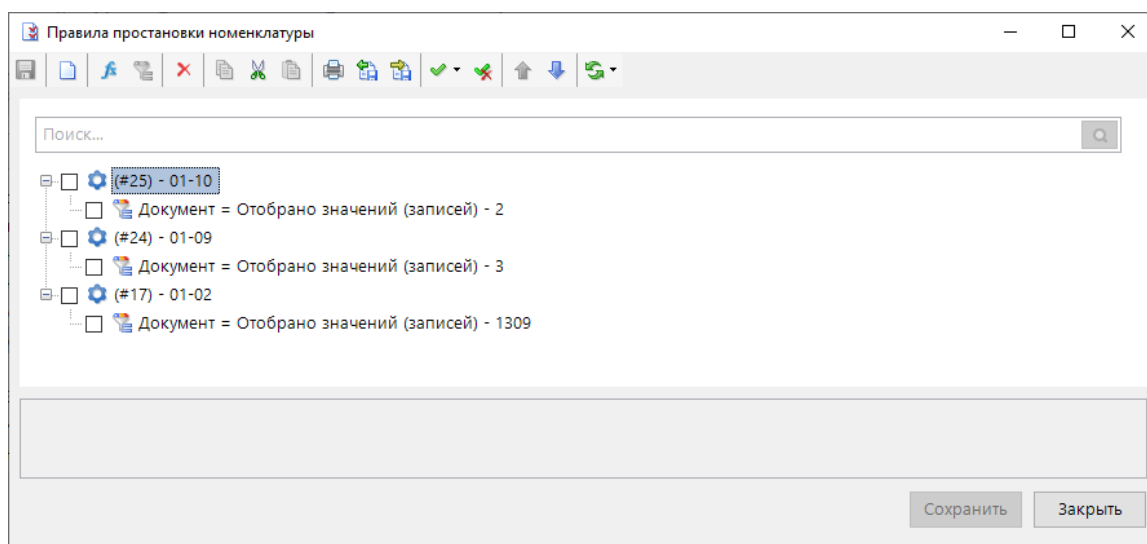 Правила простановки номенклатуры
Поиск...
(#25) - 01-10
Документ = Отобрано значений (записей) - 2
(#24) - 01-09
Документ = Отобрано значений (записей) - 3
(#17) - 01-02
Документ = Отобрано значений (записей) - 1309
Сохранить Закрыть